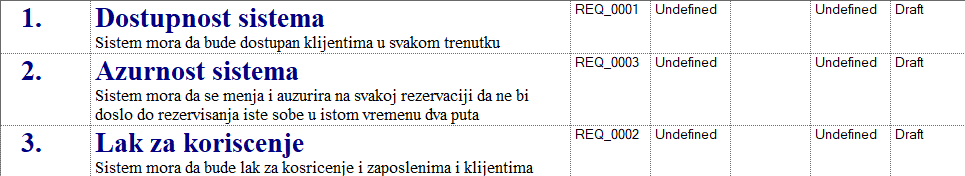 1. Dostupnost sistema REQ_0001 Undefined Undefined Draft
Sistem mora da bude dostupan klijentima u svakom trenutku
2. Azurnost sistema REQ_0003 Undefined Undefined Draft
Sistem mora da se menja i auzurira na svakoj rezervaciji da ne bi
doslo do rezervisanja iste sobe u istom vremenu dva puta
3. Lak za koriscenje REQ_0002 Undefined Undefined Draft
Sistem mora da bude lak za kosricenje i zaposlenima i klijentima